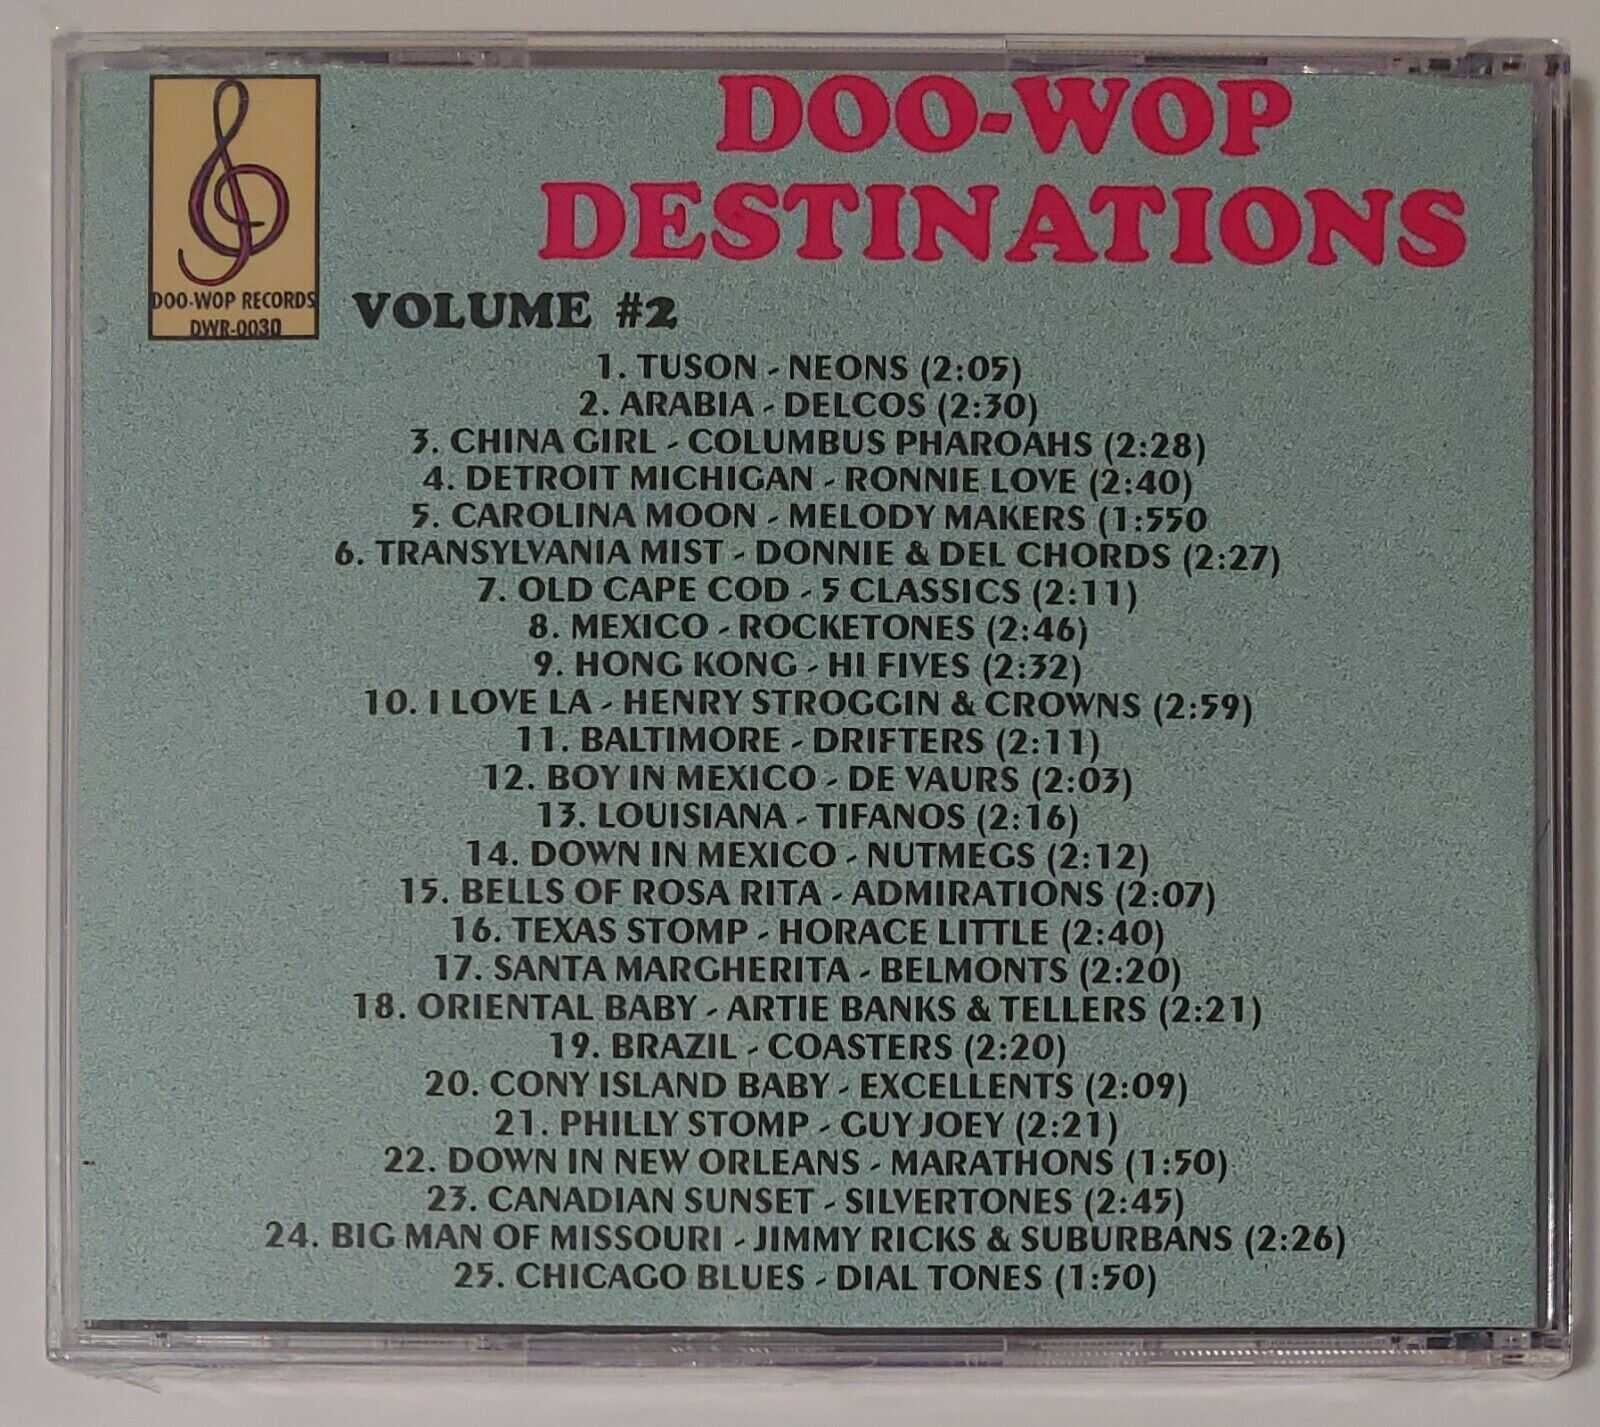 DOO-WOP
DESTINATIONS
DOO-WOP RECORDS
DWR-0030
VOLUME #2
1. TUSON - NEONS (2:05)
2. ARABIA - DELCOS (2:30)
3. CHINA GIRL - COLUMBUS PHAROAHS (2:28)
4. DETROIT MICHIGAN - RONNIE LOVE (2:40)
5. CAROLINA MOON - MELODY MAKERS (1:550
6. TRANSYLVANIA MIST - DONNIE & DEL CHORDS (2:27)
7. OLD CAPE COD - 5 CLASSICS (2:11)
8. MEXICO - ROCKETONES (2:46)
9. HONG KONG - HI FIVES (2:32)
10. I LOVE LA - HENRY STROGGIN & CROWNS (2:59)
11. BALTIMORE - DRIFTERS (2:11)
12. BOY IN MEXICO - DE VAURS (2:03)
13. LOUISIANA - TIFANOS (2:16)
14. DOWN IN MEXICO - NUTMEGS (2:12)
15. BELLS OF ROSA RITA - ADMIRATIONS (2:07)
16. TEXAS STOMP - HORACE LITTLE (2:40)
17. SANTA MARGHERITA - BELMONTS (2:20)
18. ORIENTAL BABY - ARTIE BANKS & TELLERS (2:21)
19. BRAZIL - COASTERS (2:20)
20. CONY ISLAND BABY - EXCELLENTS (2:09)
21. PHILLY STOMP - GUY JOEY (2:21)
22. DOWN IN NEW ORLEANS - MARATHONS (1:50)
23. CANADIAN SUNSET - SILVERTONES (2:45)
24. BIG MAN OF MISSOURI - JIMMY RICKS & SUBURBANS (2:26)
25. CHICAGO BLUES - DIAL TONES (1:50)